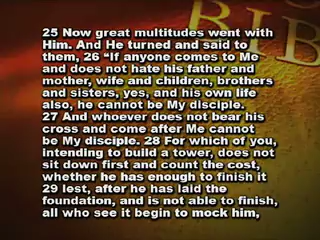 BIB
25 Now great multitudes went with
Him. And He turned and said to
them, 26 “If anyone comes to Me
and does not hate his father and
mother, wife and children, brothers
and sisters, yes, and his own life
also, he cannot be My disciple.
27 And whoever does not bear his
cross and come after Me cannot
be My disciple. 28 For which of you,
intending to build a tower, does not
sit down first and count the cost,
whether he has enough to finish it
29 lest, after he has laid the
foundation, and is not able to finish,
all who see it begin to mock him,